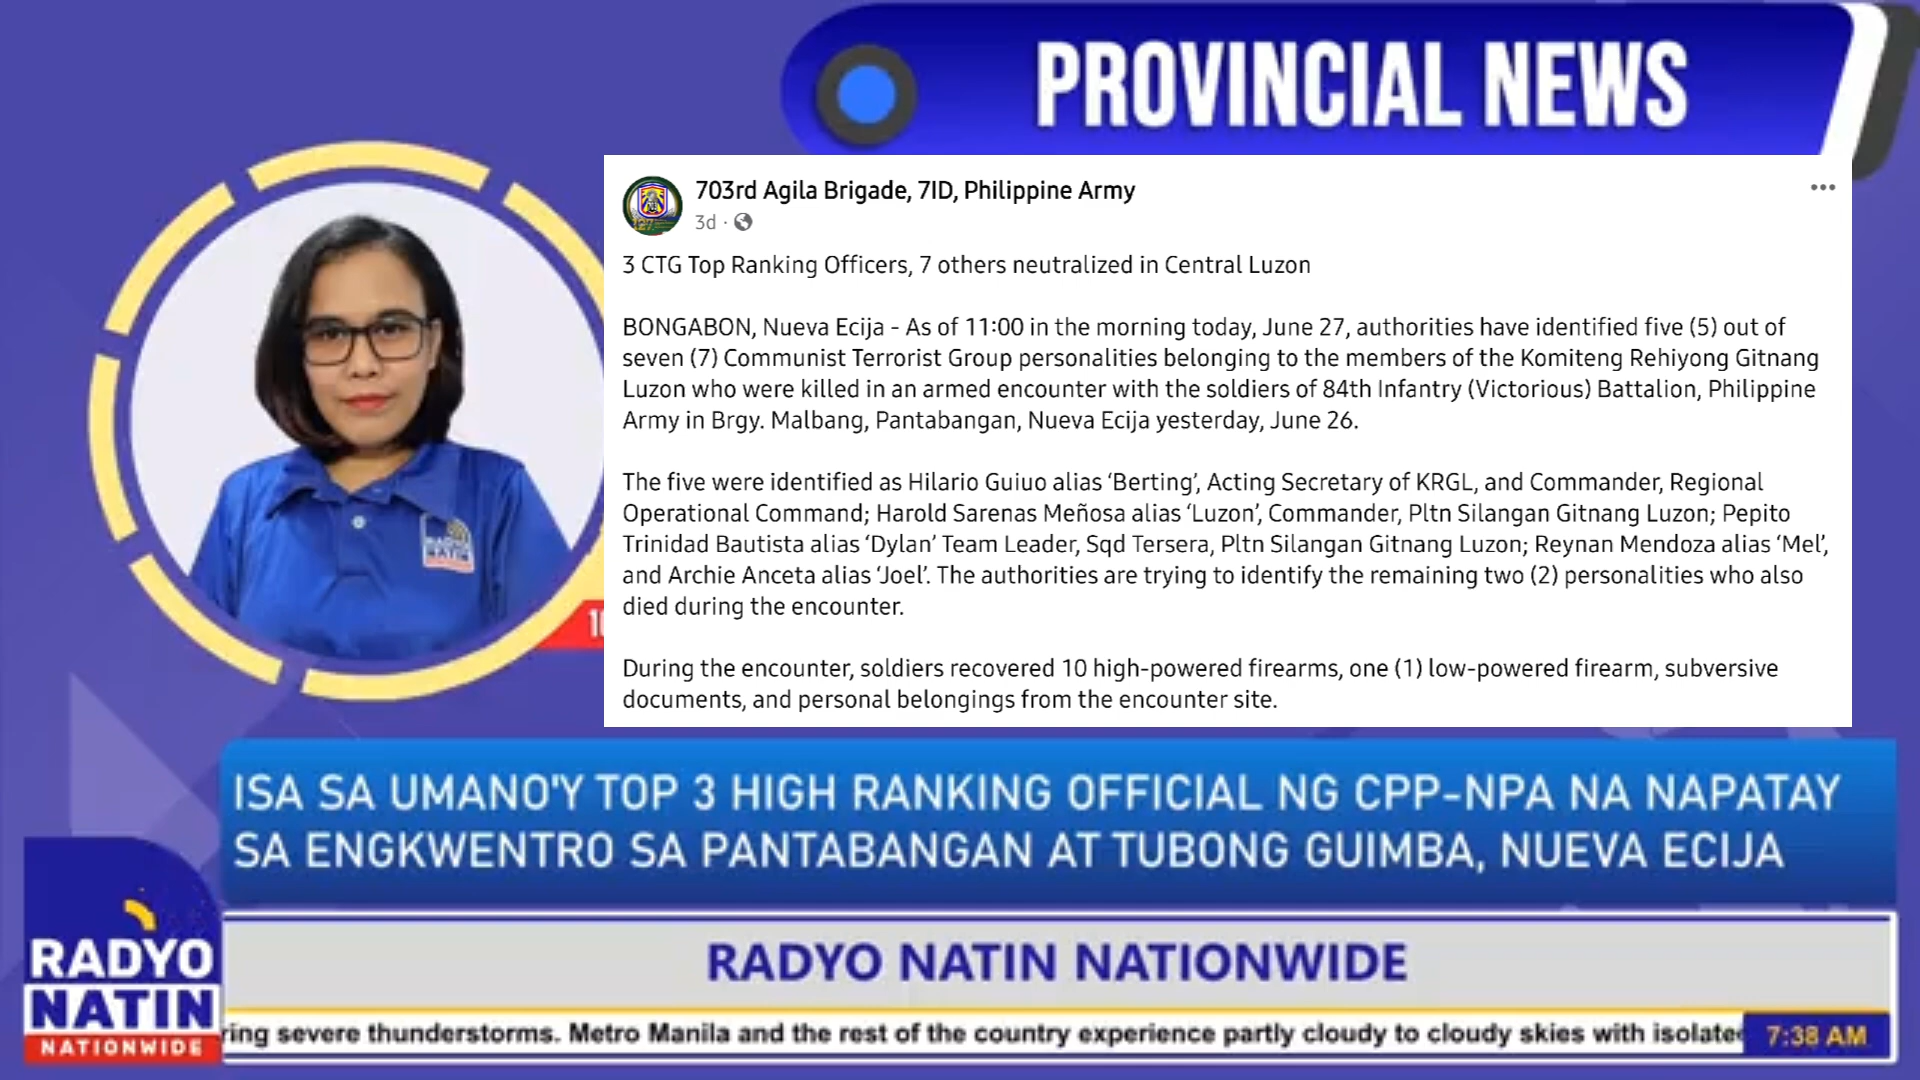 PROVINCIAL NEWS
703rd Agila Brigade, 7ID, Philippine Army
3d ·
3 CTG Top Ranking Officers, 7 others neutralized in Central Luzon
BONGABON, Nueva Ecija - As of 11:00 in the morning today, June 27, authorities have identified five (5) out of
seven (7) Communist Terrorist Group personalities belonging to the members of the Komiteng Rehiyong Gitnang
Luzon who were killed in an armed encounter with the soldiers of 84th Infantry (Victorious) Battalion, Philippine
Army in Brgy. Malbang, Pantabangan, Nueva Ecija yesterday, June 26.
The five were identified as Hilario Guiuo alias ‘Berting’, Acting Secretary of KRGL, and Commander, Regional
Operational Command; Harold Sarenas Meñosa alias ‘Luzon’, Commander, Pltn Silangan Gitnang Luzon; Pepito
Trinidad Bautista alias ‘Dylan’ Team Leader, Sqd Tersera, Pltn Silangan Gitnang Luzon; Reynan Mendoza alias ‘Mel’,
and Archie Anceta alias ‘Joel’. The authorities are trying to identify the remaining two (2) personalities who also
died during the encounter.
During the encounter, soldiers recovered 10 high-powered firearms, one (1) low-powered firearm, subversive
documents, and personal belongings from the encounter site.
RADYO
NATIN
ISA SA UMANO'Y TOP 3 HIGH RANKING OFFICIAL NG CPP-NPA NA NAPATAY
SA ENGKWENTRO SA PANTABANGAN AT TUBONG GUIMBA, NUEVA ECIJA
RADYO
NATIN
NATIONWIDE
RADYO NATIN NATIONWIDE
ring severe thunderstorms. Metro Manila and the rest of the country experience partly cloudy to cloudy skies with isolate
7:38 AM